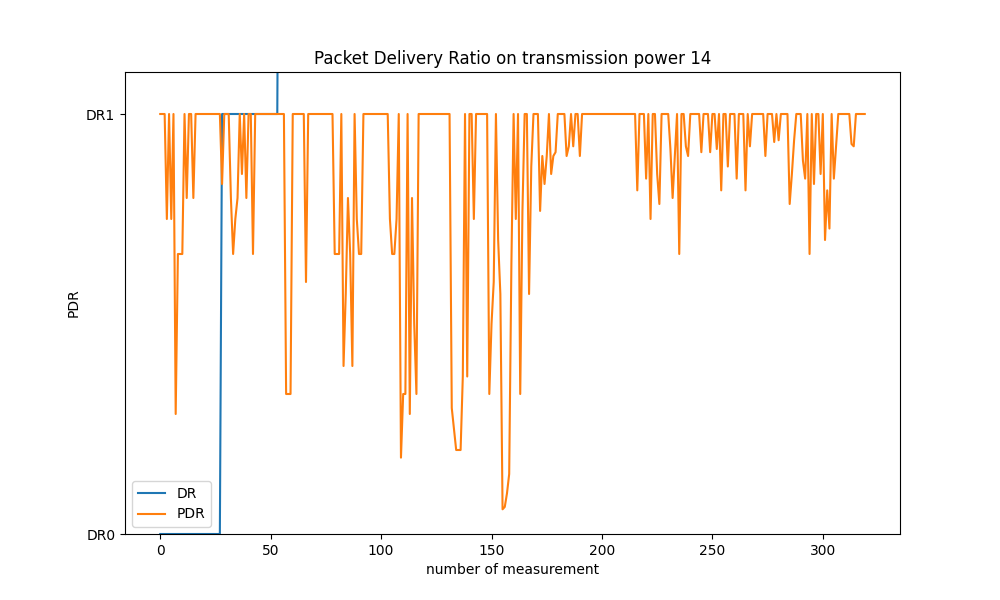 Packet Delivery Ratio on transmission power 14
DR1
PDR
DR0
DR
PDR
0 50 100 150 200 250 300
number of measurement